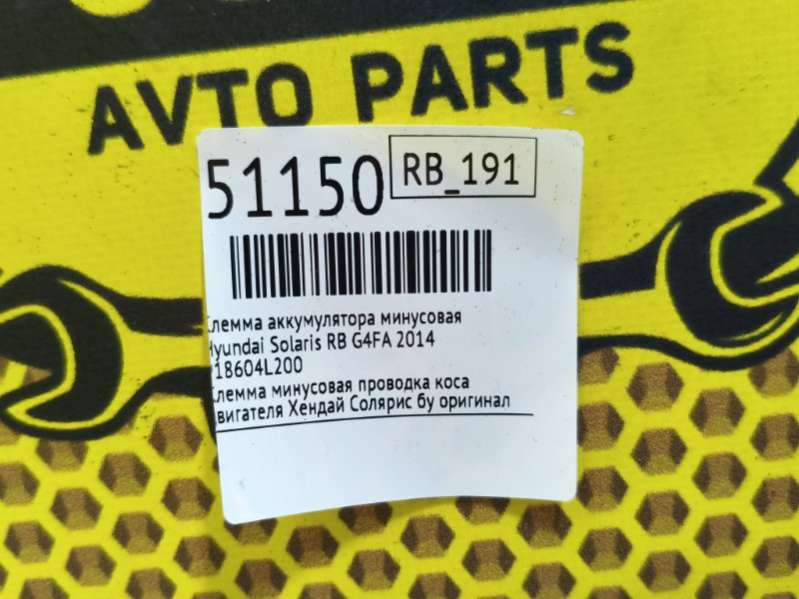 AVTO PARTS
51150
RB_191
лемма аккумулятора минусовая
Hyundai Solaris RB G4FA 2014
18604L200
лемма минусовая проводка коса
вигателя Хендай Солярис бу оригинал